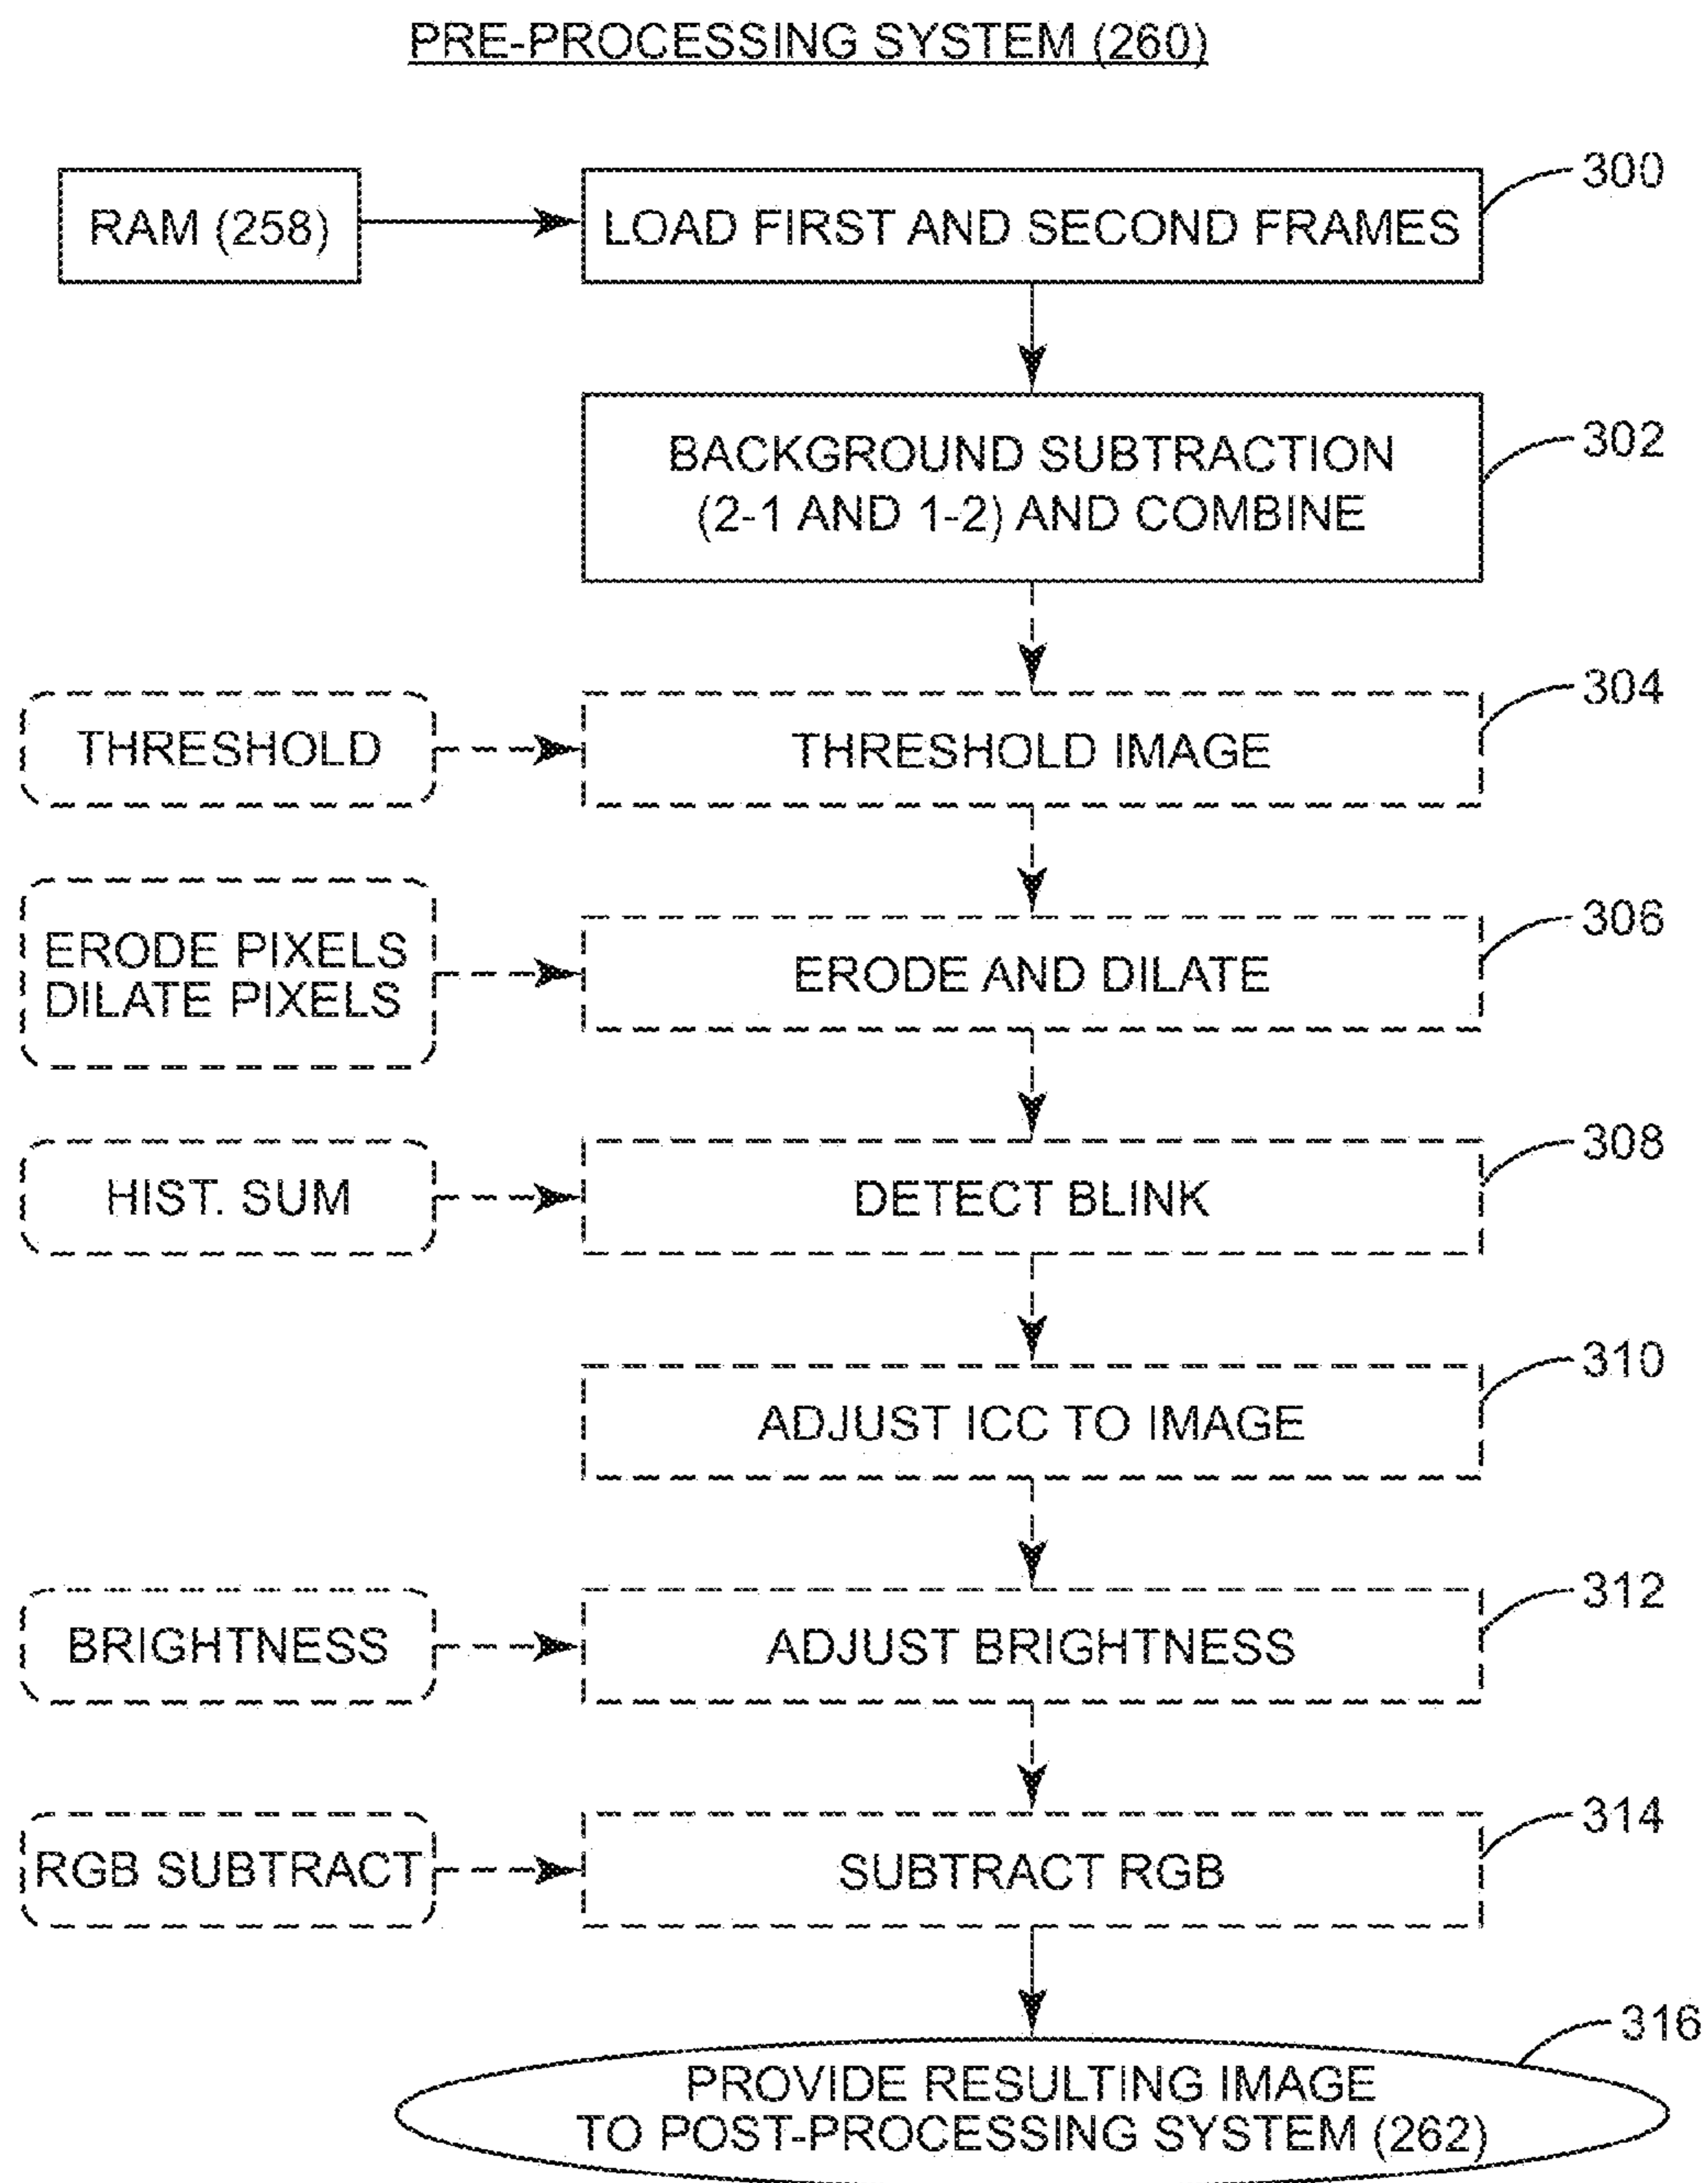 PRE-PROCESSING SYSTEM (260)
300
RAM (258)
LOAD FIRST AND SECOND FRAMES
302
BACKGROUND SUBTRACTION
(2-1 AND 1-2) AND COMBINE
304
THRESHOLD
THRESHOLD IMAGE
306
ERODE PIXELS
DILATE PIXELS
ERODE AND DILATE
308
HIST. SUM
DETECT BLINK
310
ADJUST ICC TO IMAGE
312
BRIGHTNESS
ADJUST BRIGHTNESS
314
RGB SUBTRACT
SUBTRACT RGB
316
PROVIDE RESULTING IMAGE
TO POST-PROCESSING SYSTEM (262)